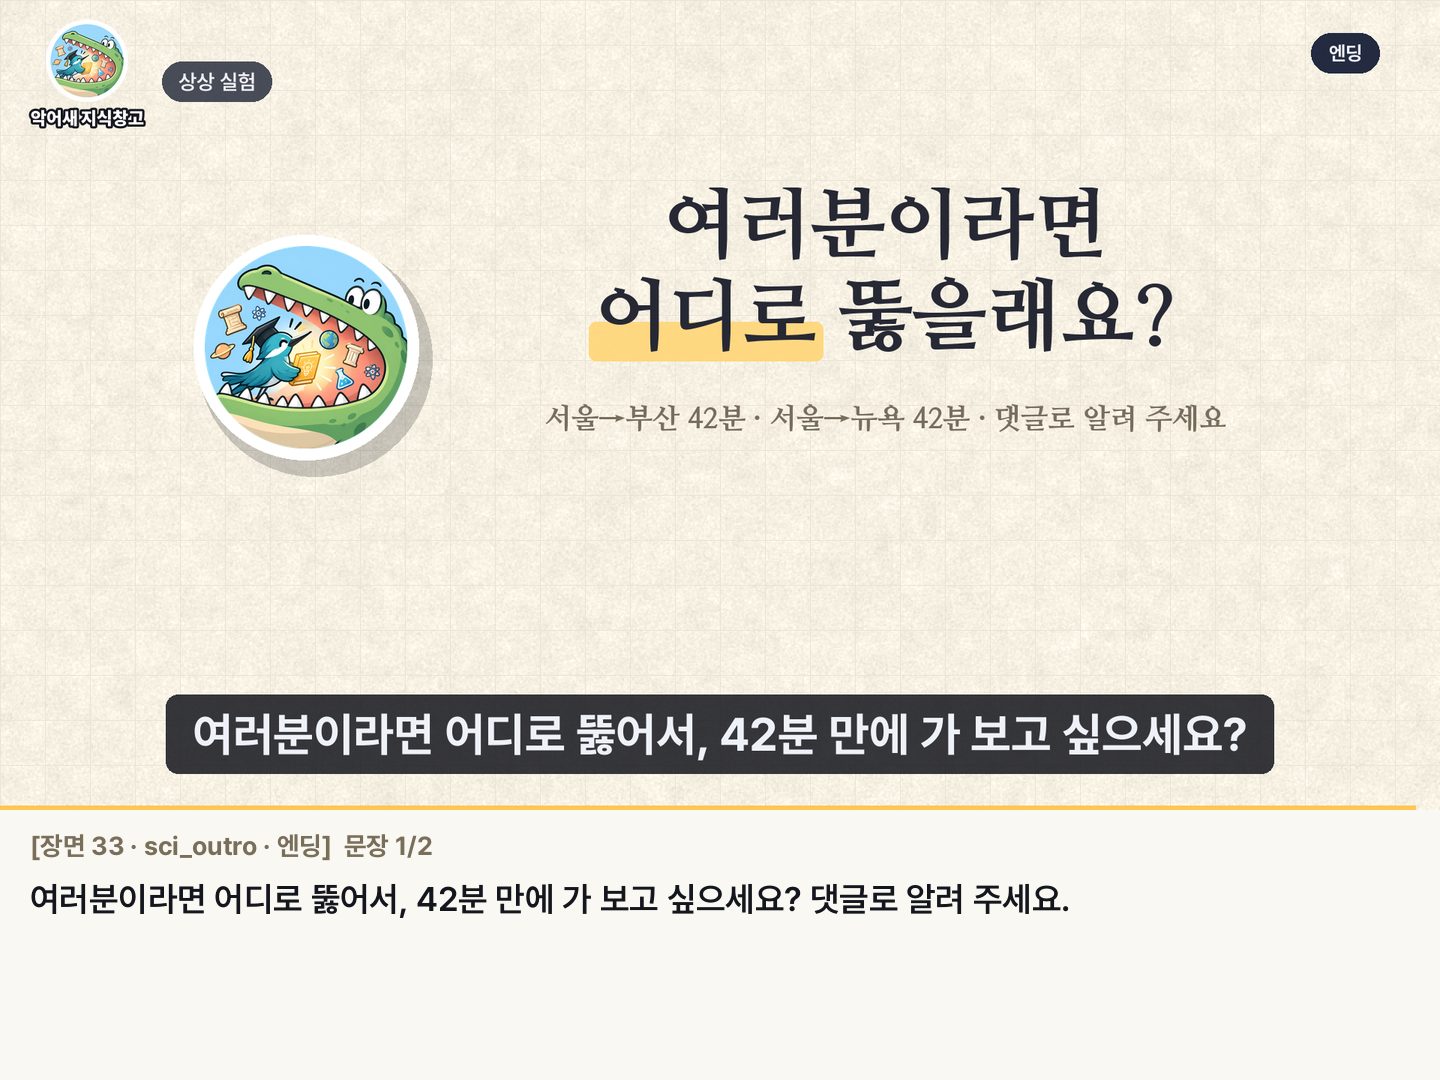 악어새 지식창고
상상 실험
엔딩
여러분이라면
어디로 뚫을래요?
서울→부산 42분 · 서울→뉴욕 42분 · 댓글로 알려 주세요
여러분이라면 어디로 뚫어서, 42분 만에 가 보고 싶으세요?
[장면 33 · sci_outro · 엔딩] 문장 1/2
여러분이라면 어디로 뚫어서, 42분 만에 가 보고 싶으세요? 댓글로 알려 주세요.